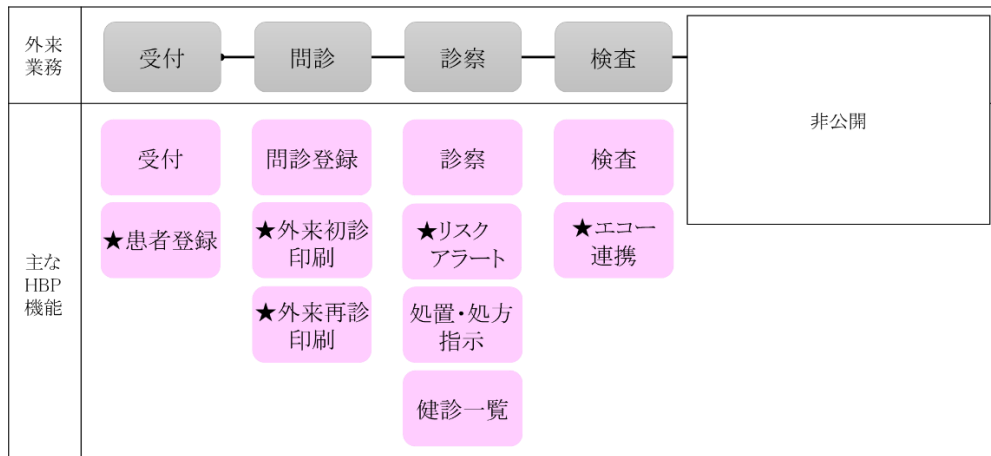 外来
業務
受付
問診
診察
検査
非公開
主な
HBP
機能
受付
問診登録
診察
検査
★患者登録
★外来初診
印刷
★リスク
アラート
★エコー
連携
★外来再診
印刷
処置・処方
指示
健診一覧